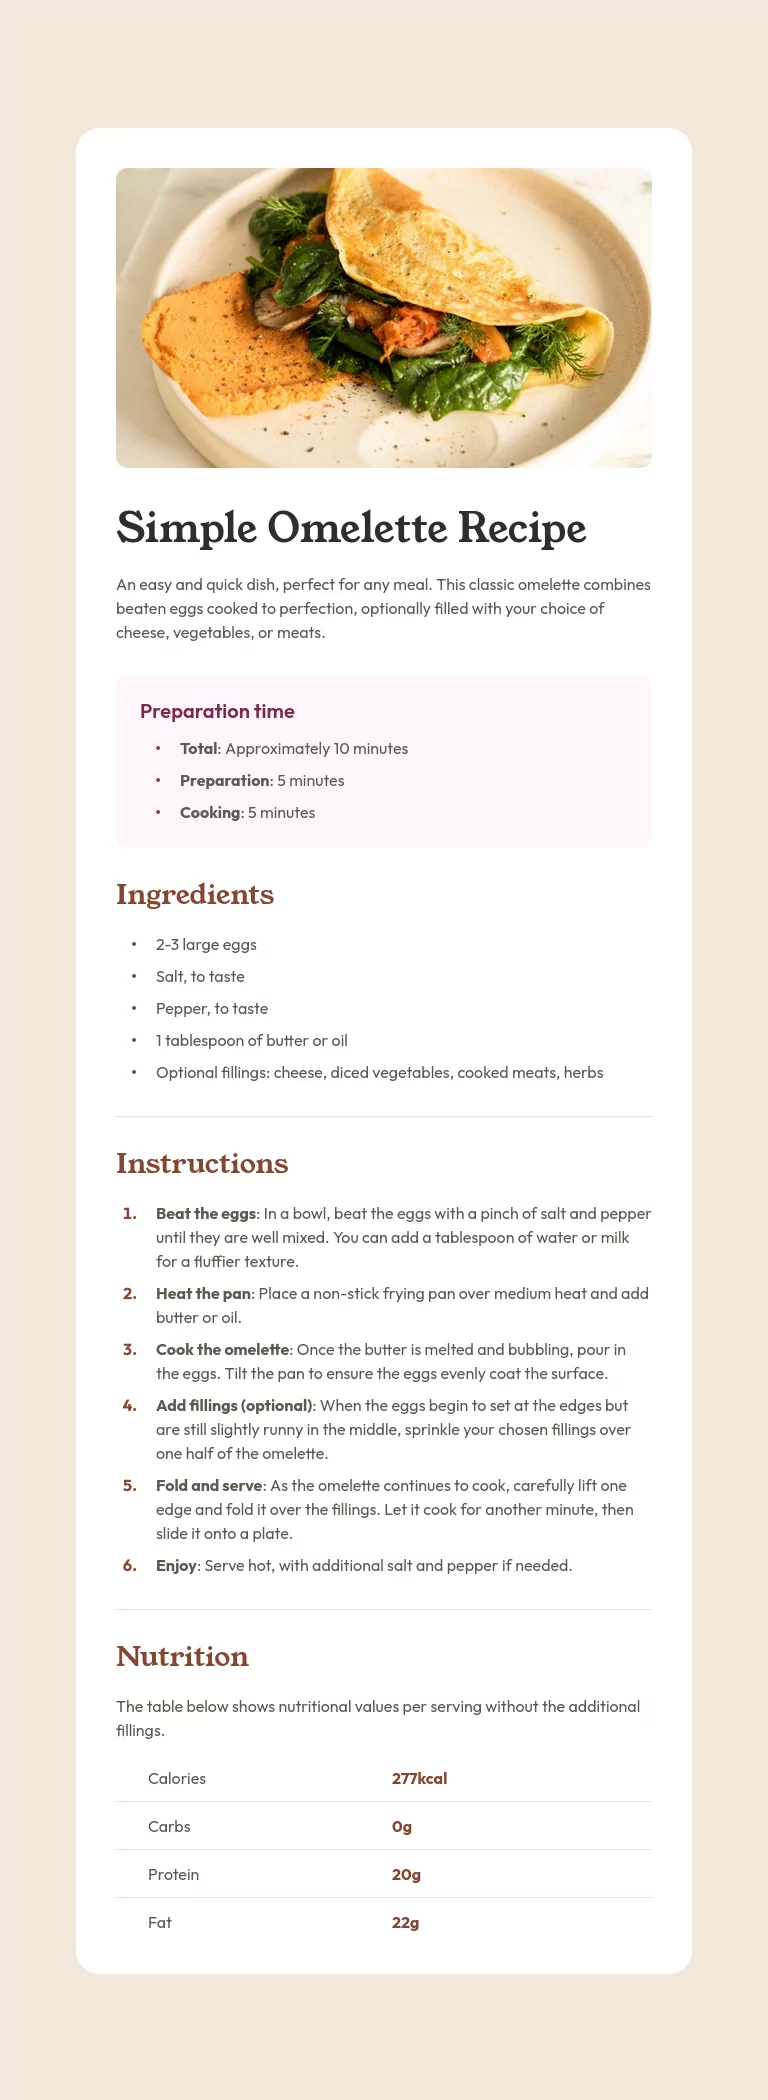 Simple Omelette Recipe
An easy and quick dish, perfect for any meal. This classic omelette combines
beaten eggs cooked to perfection, optionally filled with your choice of
cheese, vegetables, or meats.
Preparation time
• Total: Approximately 10 minutes
• Preparation: 5 minutes
• Cooking: 5 minutes
Ingredients
• 2-3 large eggs
• Salt, to taste
• Pepper, to taste
• 1 tablespoon of butter or oil
• Optional fillings: cheese, diced vegetables, cooked meats, herbs
Instructions
1. Beat the eggs: In a bowl, beat the eggs with a pinch of salt and pepper
until they are well mixed. You can add a tablespoon of water or milk
for a fluffier texture.
2. Heat the pan: Place a non-stick frying pan over medium heat and add
butter or oil.
3. Cook the omelette: Once the butter is melted and bubbling, pour in
the eggs. Tilt the pan to ensure the eggs evenly coat the surface.
4. Add fillings (optional): When the eggs begin to set at the edges but
are still slightly runny in the middle, sprinkle your chosen fillings over
one half of the omelette.
5. Fold and serve: As the omelette continues to cook, carefully lift one
edge and fold it over the fillings. Let it cook for another minute, then
slide it onto a plate.
6. Enjoy: Serve hot, with additional salt and pepper if needed.
Nutrition
The table below shows nutritional values per serving without the additional
fillings.
Calories 277kcal
Carbs 0g
Protein 20g
Fat 22g